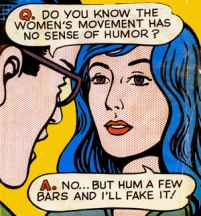 Q. DO YOU KNOW THE
WOMEN'S MOVEMENT HAS
NO SENSE OF HUMOR?
A. NO...BUT HUM A FEW
BARS AND I'LL FAKE IT!